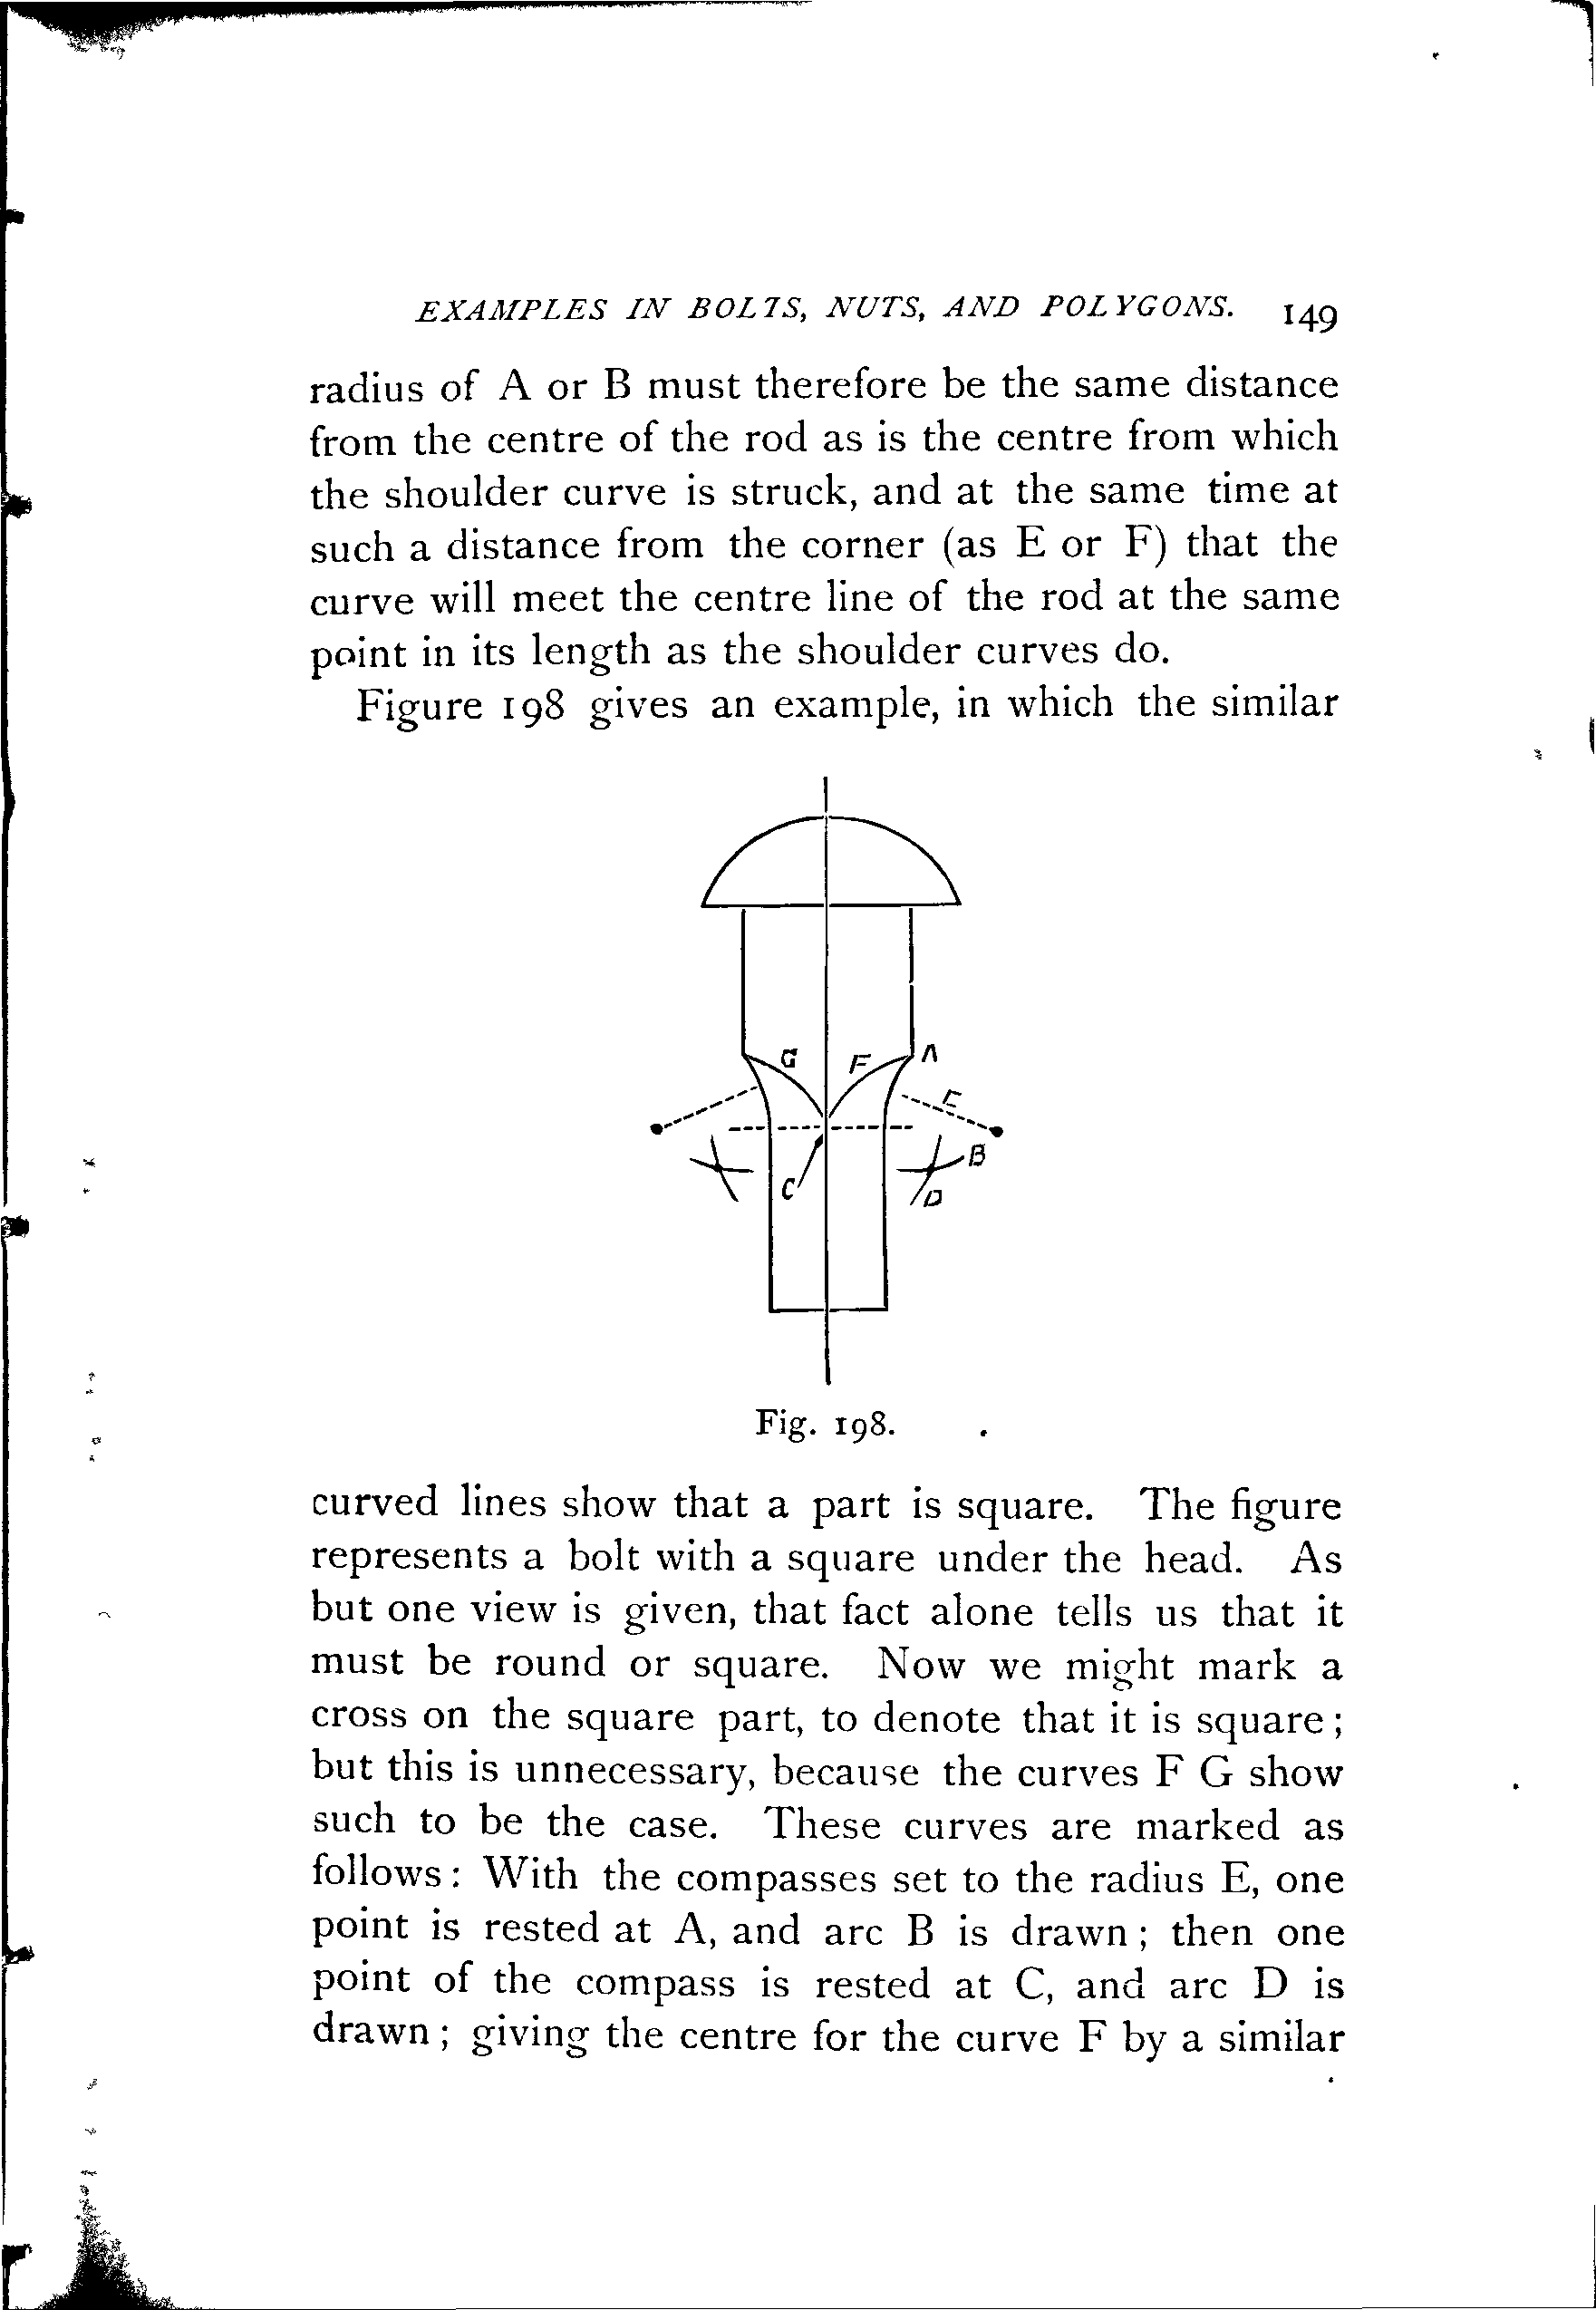 EXAMPLES IN BOLTS, NUTS, AND POLYGONS. 149
radius of A or B must therefore be the same distance
from the centre of the rod as is the centre from which
the shoulder curve is struck, and at the same time at
such a distance from the corner (as E or F) that the
curve will meet the centre line of the rod at the same
point in its length as the shoulder curves do.
Figure 198 gives an example, in which the similar
G F A
E
B
C D
Fig. 198.
curved lines show that a part is square. The figure
represents a bolt with a square under the head. As
but one view is given, that fact alone tells us that it
must be round or square. Now we might mark a
cross on the square part, to denote that it is square;
but this is unnecessary, because the curves F G show
such to be the case. These curves are marked as
follows: With the compasses set to the radius E, one
point is rested at A, and arc B is drawn; then one
point of the compass is rested at C, and arc D is
drawn; giving the centre for the curve F by a similar